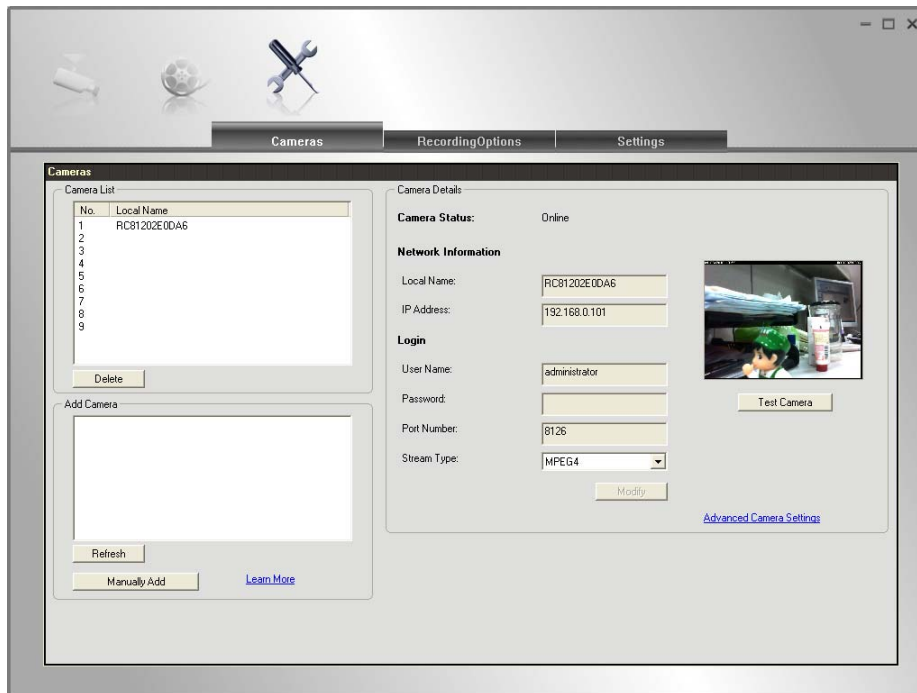 Cameras
RecordingOptions
Settings
Cameras
Camera List
No. Local Name
1 RC81202E0DA6
2
3
4
5
6
7
8
9
Delete
Add Camera
Refresh
Manually Add
Learn More
Camera Details
Camera Status: Online
Network Information
Local Name: RC81202E0DA6
IP Address: 192.168.0.101
Login
User Name: administrator
Password:
Port Number: 8126
Stream Type: MPEG4
Modify
Test Camera
Advanced Camera Settings